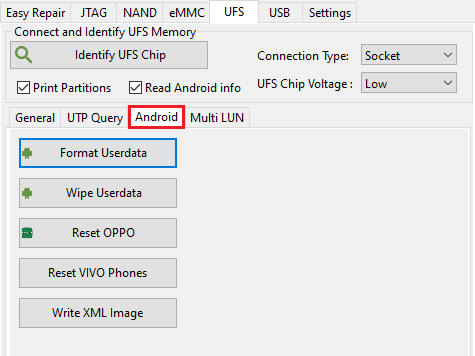 Easy Repair JTAG NAND eMMC UFS USB Settings
Connect and Identify UFS Memory
Identify UFS Chip
Connection Type: Socket
Print Partitions Read Android info UFS Chip Voltage : Low
General UTP Query Android Multi LUN
Format Userdata
Wipe Userdata
Reset OPPO
Reset VIVO Phones
Write XML Image